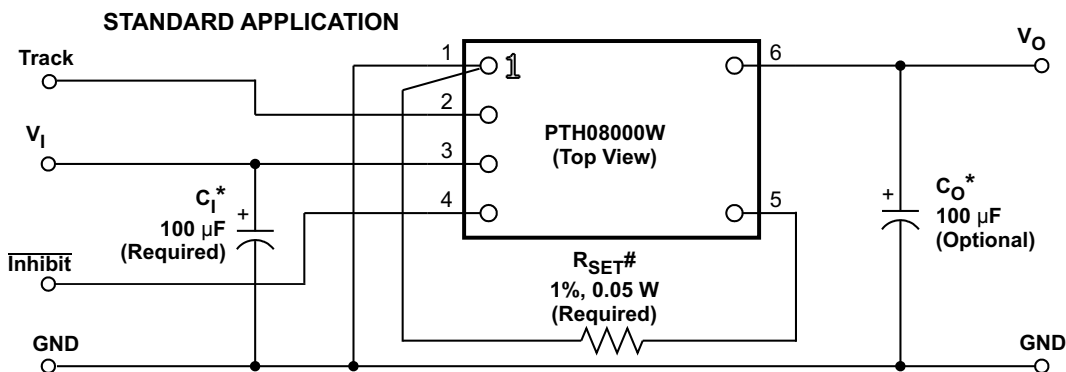 STANDARD APPLICATION
Track
V_I
C_I*
100 μF
(Required)
Inhibit
GND
1
2
3
4
1
PTH08000W
(Top View)
6
5
R_SET#
1%, 0.05 W
(Required)
V_O
+
+
C_O*
100 μF
(Optional)
GND